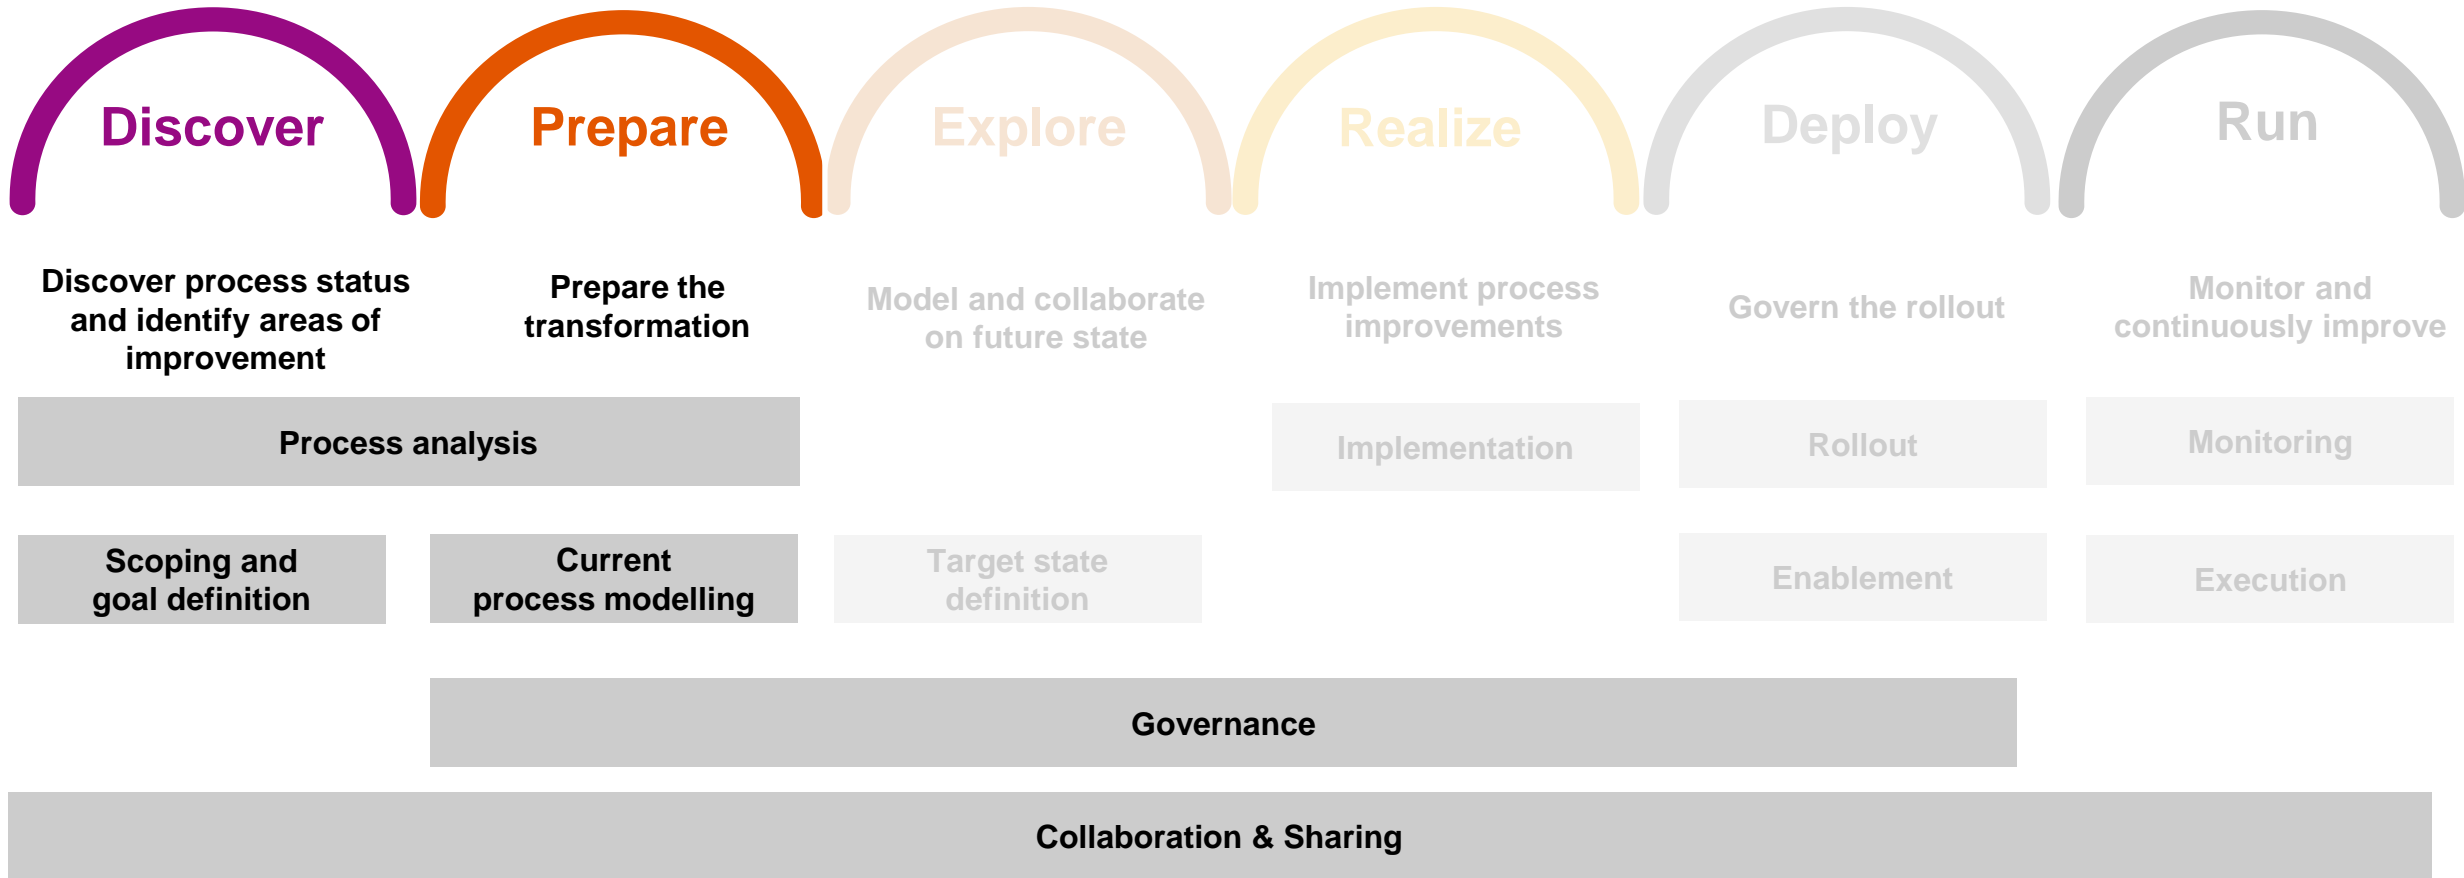 Discover
Prepare
Explore
Realize
Deploy
Run
Discover process status
and identify areas of
improvement
Prepare the
transformation
Model and collaborate
on future state
Implement process
improvements
Govern the rollout
Monitor and
continuously improve
Process analysis
Implementation
Rollout
Monitoring
Scoping and
goal definition
Current
process modelling
Target state
definition
Enablement
Execution
Governance
Collaboration & Sharing